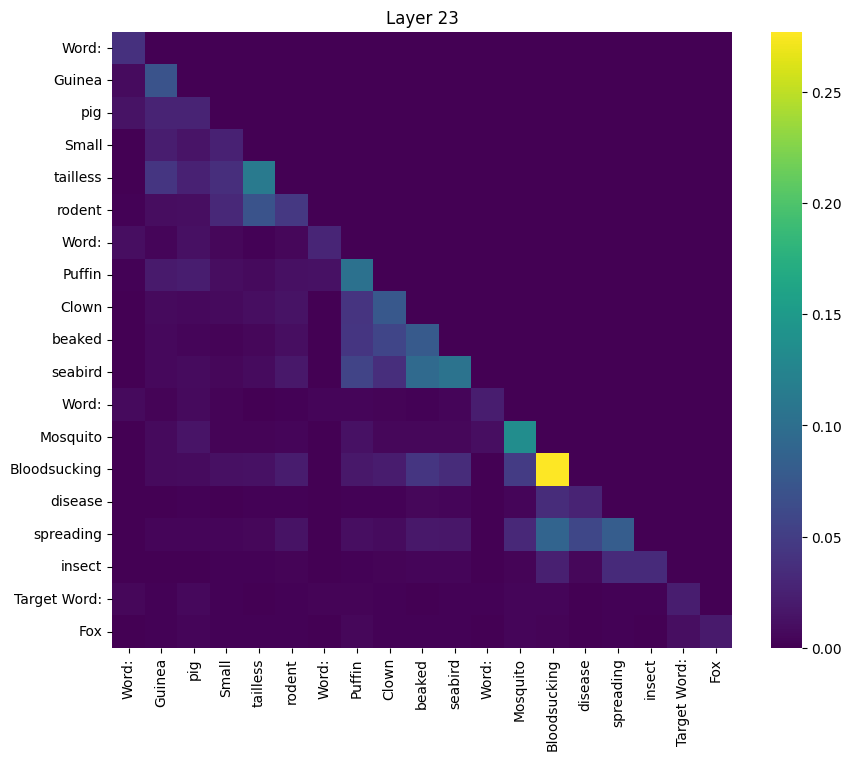 Layer 23
Word:
Guinea
pig
Small
tailless
rodent
Word:
Puffin
Clown
beaked
seabird
Word:
Mosquito
Bloodsucking
disease
spreading
insect
Target Word:
Fox
Word:
Guinea
pig
Small
tailless
rodent
Word:
Puffin
Clown
beaked
seabird
Word:
Mosquito
Bloodsucking
disease
spreading
insect
Target Word:
Fox
0.25
0.20
0.15
0.10
0.05
0.00